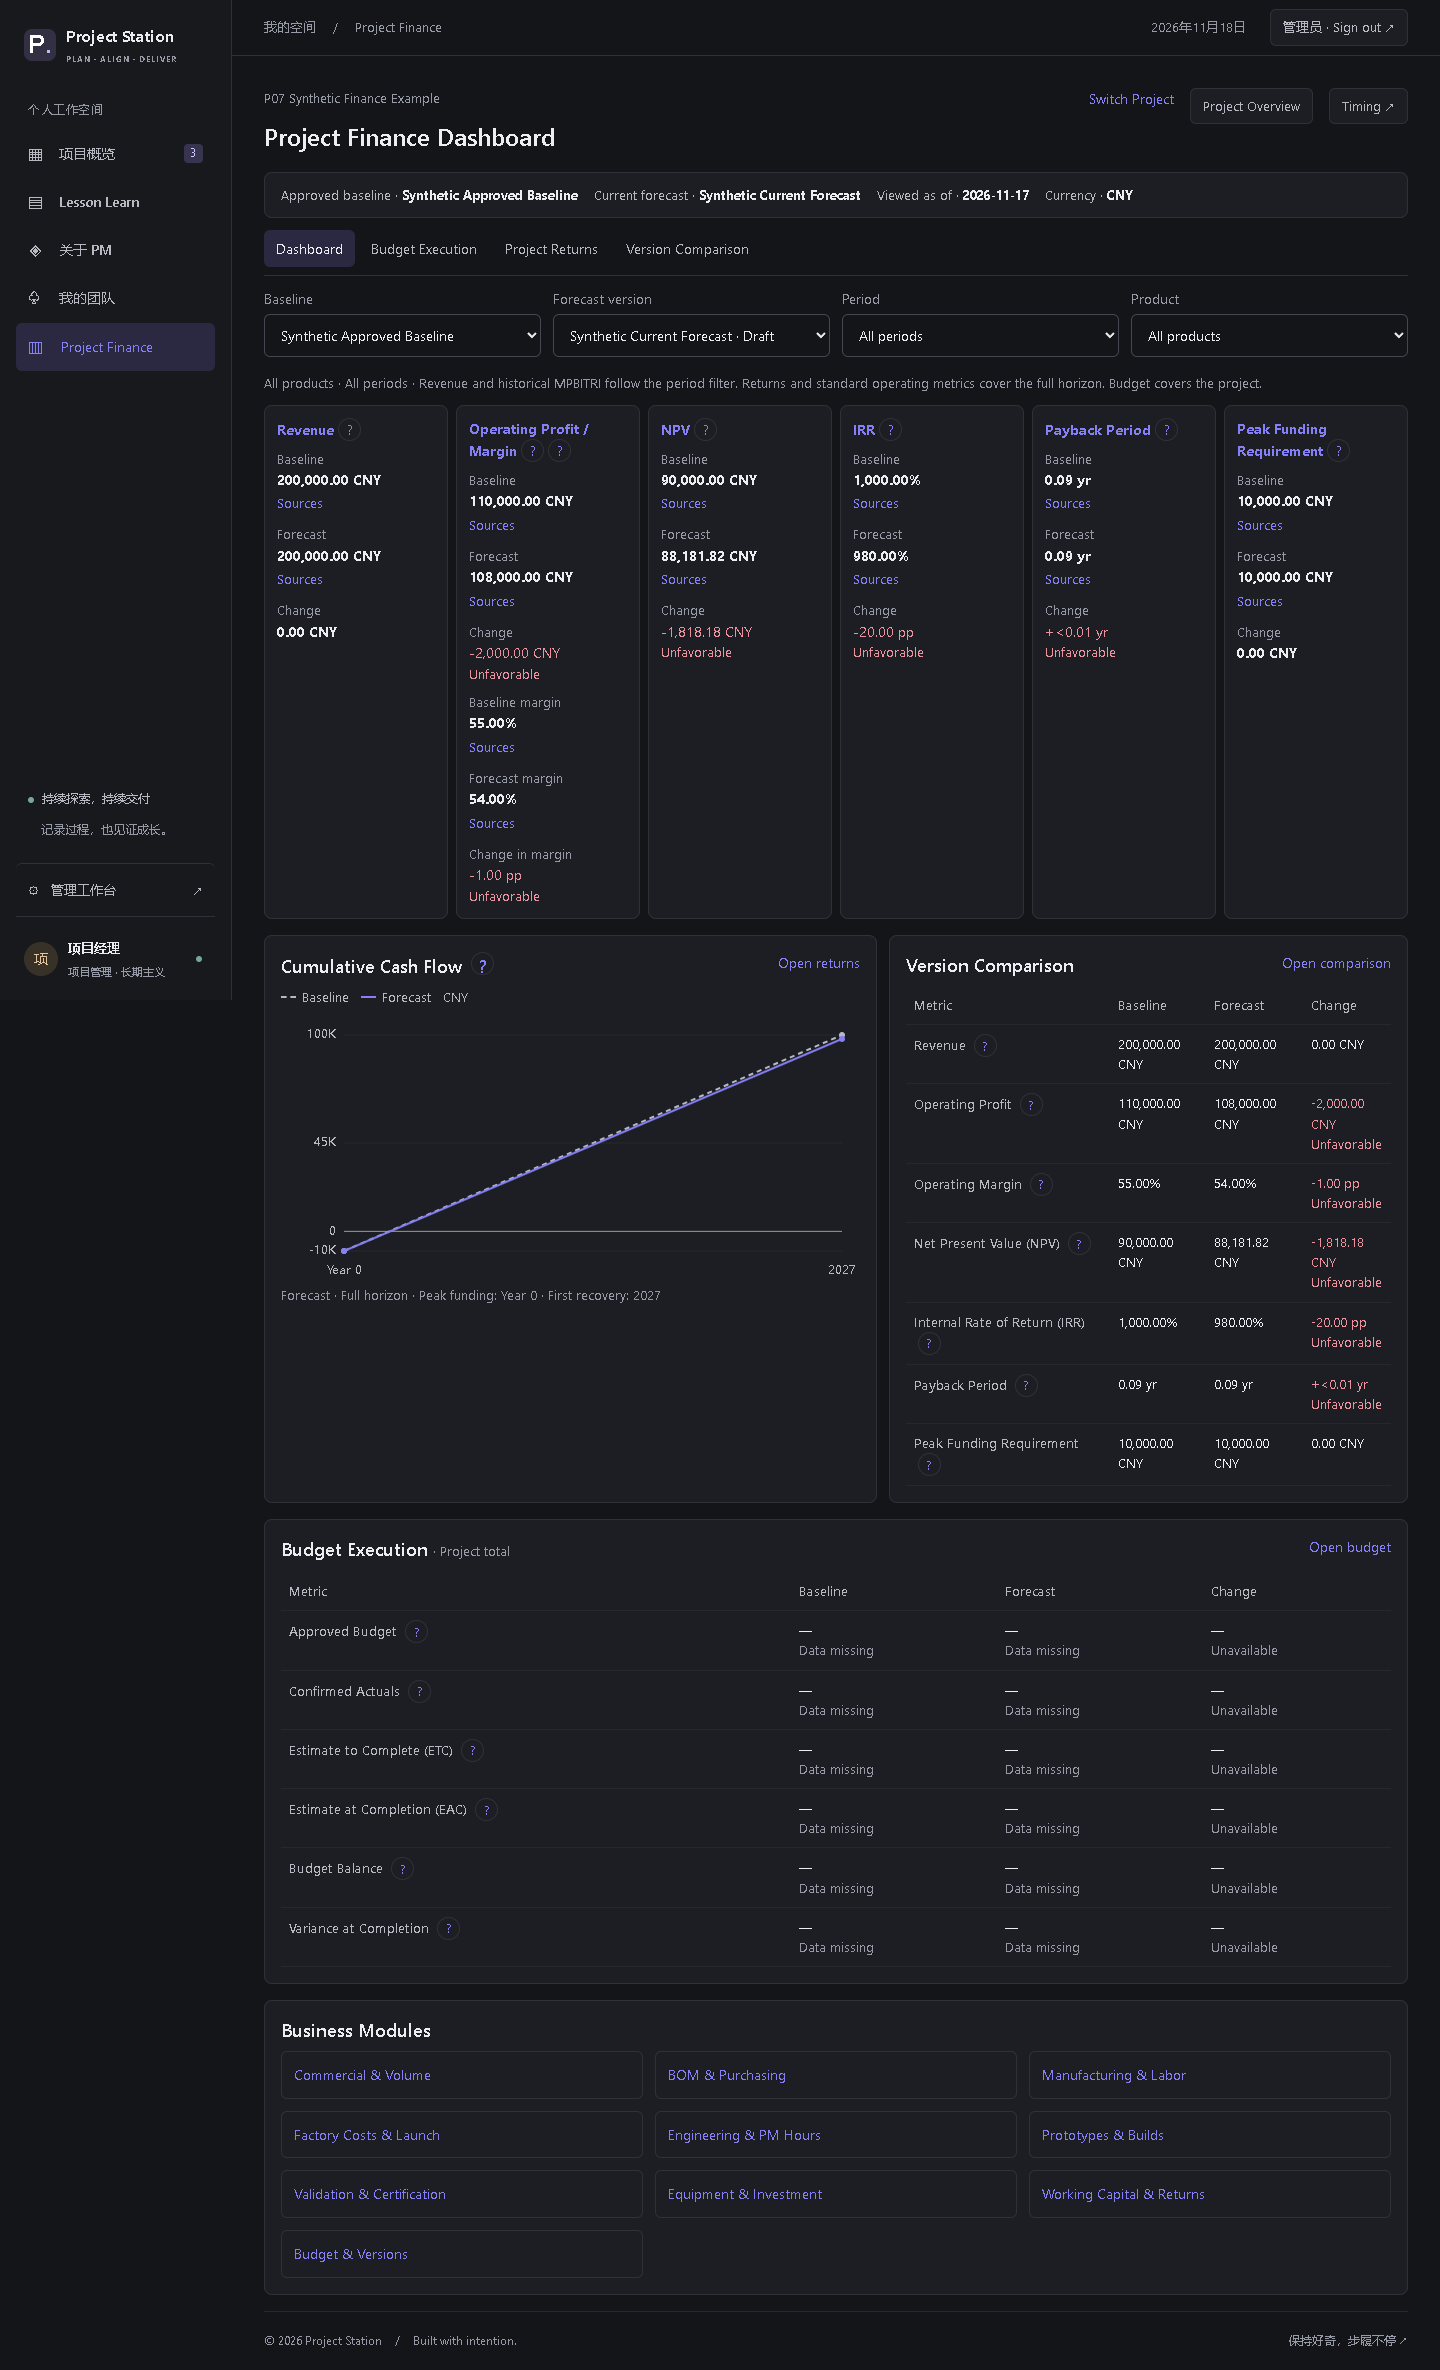 P.
Project Station
PLAN · ALIGN · DELIVER
个人工作空间
项目概览
3
Lesson Learn
关于 PM
我的团队
Project Finance
持续探索，持续交付
记录过程，也见证成长。
管理工作台 ↗
项
项目经理
项目管理 · 长期主义
我的空间 / Project Finance
2026年11月18日
管理员 · Sign out ↗
P07 Synthetic Finance Example
Project Finance Dashboard
Switch Project
Project Overview
Timing ↗
Approved baseline · Synthetic Approved Baseline Current forecast · Synthetic Current Forecast Viewed as of · 2026-11-17 Currency · CNY
Dashboard Budget Execution Project Returns Version Comparison
Baseline
Synthetic Approved Baseline
Forecast version
Synthetic Current Forecast · Draft
Period
All periods
Product
All products
All products · All periods · Revenue and historical MPBITRI follow the period filter. Returns and standard operating metrics cover the full horizon. Budget covers the project.
Revenue ?
Baseline
200,000.00 CNY
Sources
Forecast
200,000.00 CNY
Sources
Change
0.00 CNY
Operating Profit /
Margin ? ?
Baseline
110,000.00 CNY
Sources
Forecast
108,000.00 CNY
Sources
Change
-2,000.00 CNY
Unfavorable
Baseline margin
55.00%
Sources
Forecast margin
54.00%
Sources
Change in margin
-1.00 pp
Unfavorable
NPV ?
Baseline
90,000.00 CNY
Sources
Forecast
88,181.82 CNY
Sources
Change
-1,818.18 CNY
Unfavorable
IRR ?
Baseline
1,000.00%
Sources
Forecast
980.00%
Sources
Change
-20.00 pp
Unfavorable
Payback Period ?
Baseline
0.09 yr
Sources
Forecast
0.09 yr
Sources
Change
+<0.01 yr
Unfavorable
Peak Funding
Requirement ?
Baseline
10,000.00 CNY
Sources
Forecast
10,000.00 CNY
Sources
Change
0.00 CNY
Cumulative Cash Flow ?
Open returns
Baseline Forecast CNY
100K
45K
0
-10K
Year 0 2027
Forecast · Full horizon · Peak funding: Year 0 · First recovery: 2027
Version Comparison
Open comparison
Metric Baseline Forecast Change
Revenue ? 200,000.00 200,000.00 0.00 CNY
CNY CNY
Operating Profit ? 110,000.00 108,000.00 -2,000.00
CNY CNY CNY
Unfavorable
Operating Margin ? 55.00% 54.00% -1.00 pp
Unfavorable
Net Present Value (NPV) ? 90,000.00 88,181.82 -1,818.18
CNY CNY CNY
Unfavorable
Internal Rate of Return (IRR) 1,000.00% 980.00% -20.00 pp
? Unfavorable
Payback Period ? 0.09 yr 0.09 yr +<0.01 yr
Unfavorable
Peak Funding Requirement 10,000.00 10,000.00 0.00 CNY
? CNY CNY
Budget Execution · Project total
Open budget
Metric Baseline Forecast Change
Approved Budget ? — — —
Data missing Data missing Unavailable
Confirmed Actuals ? — — —
Data missing Data missing Unavailable
Estimate to Complete (ETC) ? — — —
Data missing Data missing Unavailable
Estimate at Completion (EAC) ? — — —
Data missing Data missing Unavailable
Budget Balance ? — — —
Data missing Data missing Unavailable
Variance at Completion ? — — —
Data missing Data missing Unavailable
Business Modules
Commercial & Volume BOM & Purchasing Manufacturing & Labor
Factory Costs & Launch Engineering & PM Hours Prototypes & Builds
Validation & Certification Equipment & Investment Working Capital & Returns
Budget & Versions
© 2026 Project Station / Built with intention.
保持好奇，步履不停 ↗